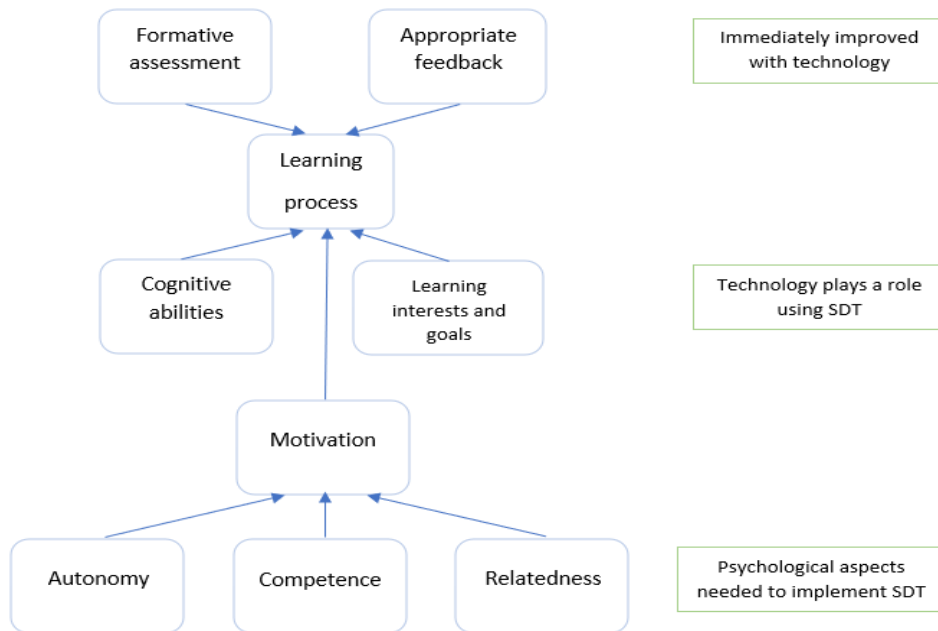 Formative
assessment
Appropriate
feedback
Immediately improved
with technology
Learning
process
Cognitive
abilities
Learning
interests and
goals
Technology plays a role
using SDT
Motivation
Autonomy
Competence
Relatedness
Psychological aspects
needed to implement SDT